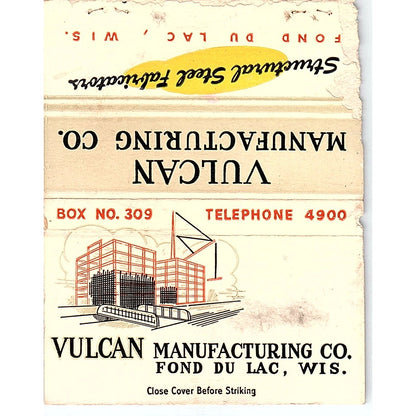 FOND DU LAC, WIS.
Structural Steel Fabricators
VULCAN
MANUFACTURING CO.
BOX NO. 309 TELEPHONE 4900
VULCAN MANUFACTURING CO.
FOND DU LAC, WIS.
Close Cover Before Striking